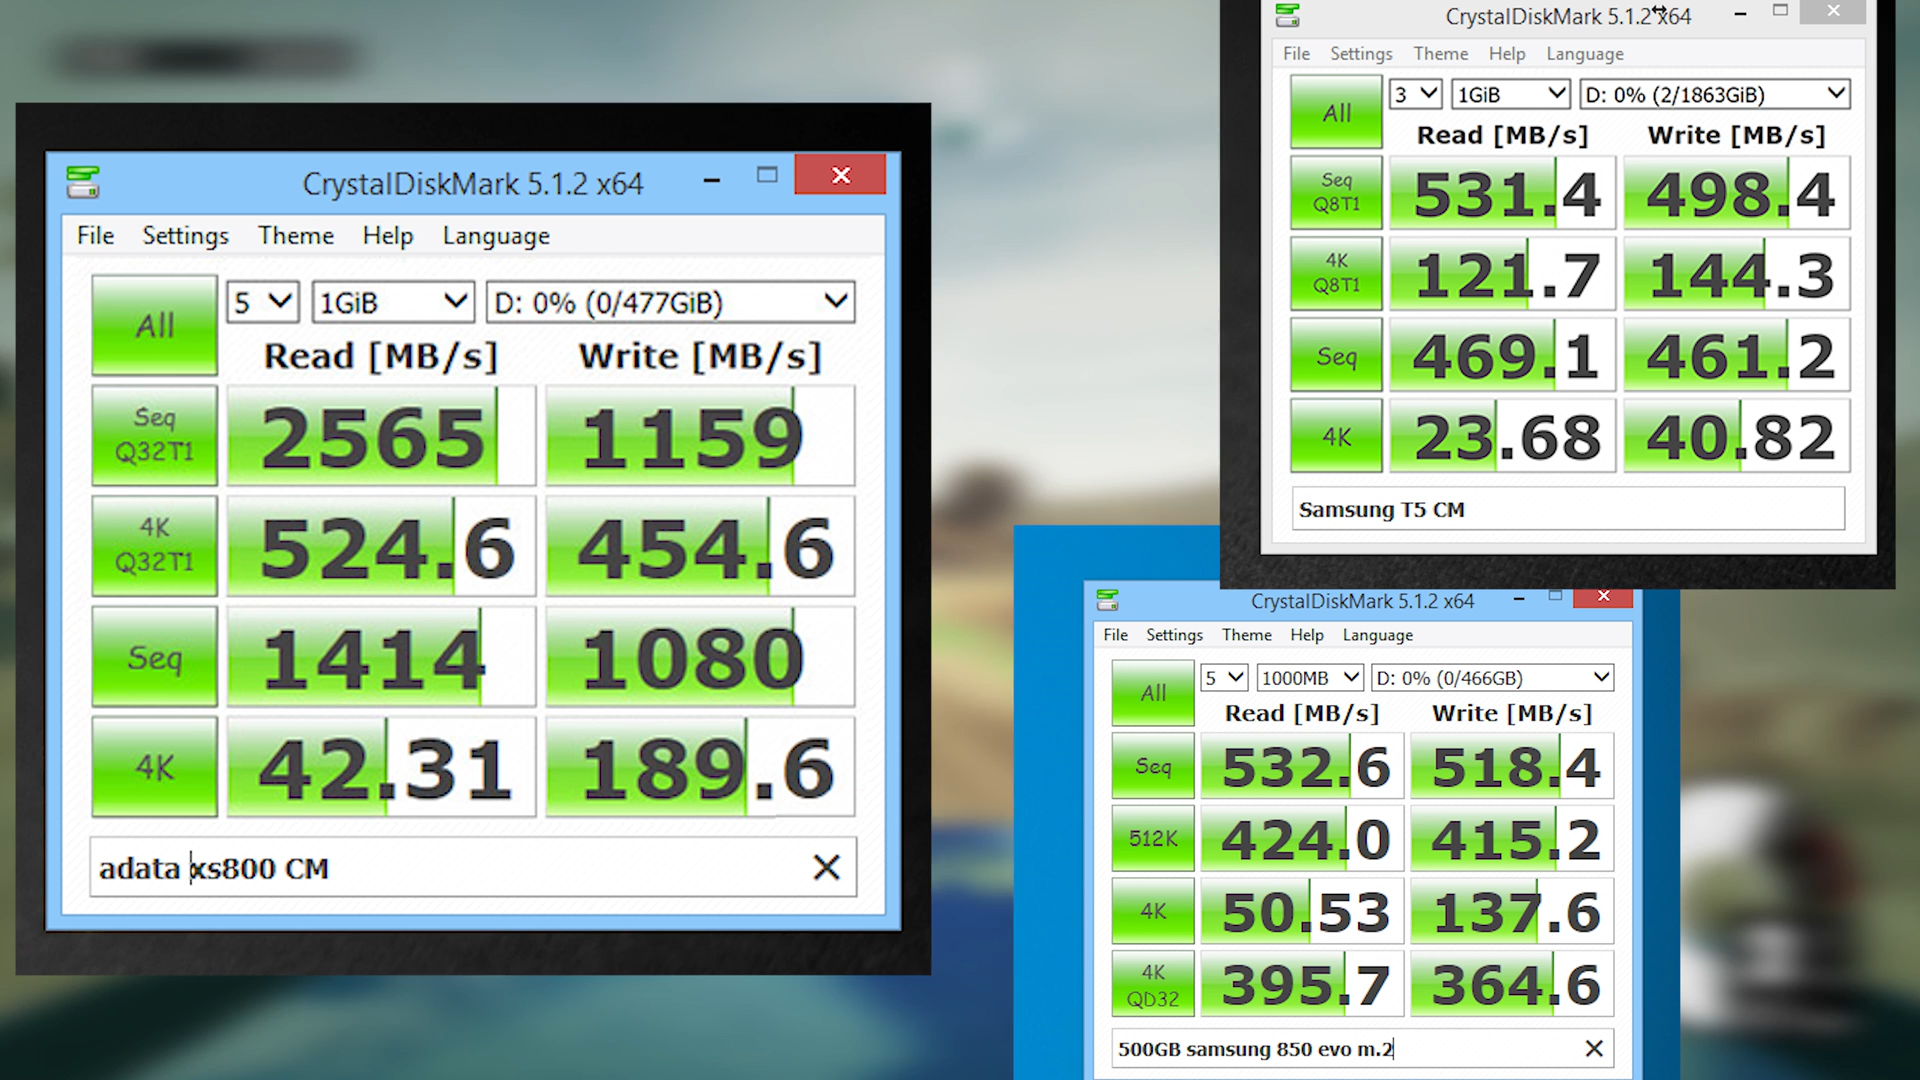 CrystalDiskMark 5.1.2 x64
File Settings Theme Help Language
All 5 1GiB D: 0% (0/477GiB)
Read [MB/s] Write [MB/s]
Seq Q32T1 2565 1159
4K Q32T1 524.6 454.6
Seq 1414 1080
4K 42.31 189.6
adata xs800 CM
CrystalDiskMark 5.1.2 x64
File Settings Theme Help Language
All 3 1GiB D: 0% (2/1863GiB)
Read [MB/s] Write [MB/s]
Seq Q8T1 531.4 498.4
4K Q8T1 121.7 144.3
Seq 469.1 461.2
4K 23.68 40.82
Samsung T5 CM
CrystalDiskMark 5.1.2 x64
File Settings Theme Help Language
All 5 1000MB D: 0% (0/466GB)
Read [MB/s] Write [MB/s]
Seq 532.6 518.4
512K 424.0 415.2
4K 50.53 137.6
4K QD32 395.7 364.6
500GB samsung 850 evo m.2